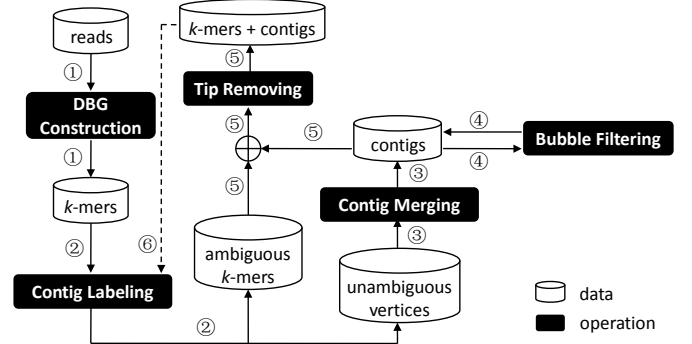 reads
①
DBG
Construction
①
k-mers
②
Contig Labeling
②
⑥
k-mers + contigs
⑤
Tip Removing
⑤
⑤
⑤
ambiguous
k-mers
contigs
④
④
Bubble Filtering
③
Contig Merging
③
unambiguous
vertices
data
operation